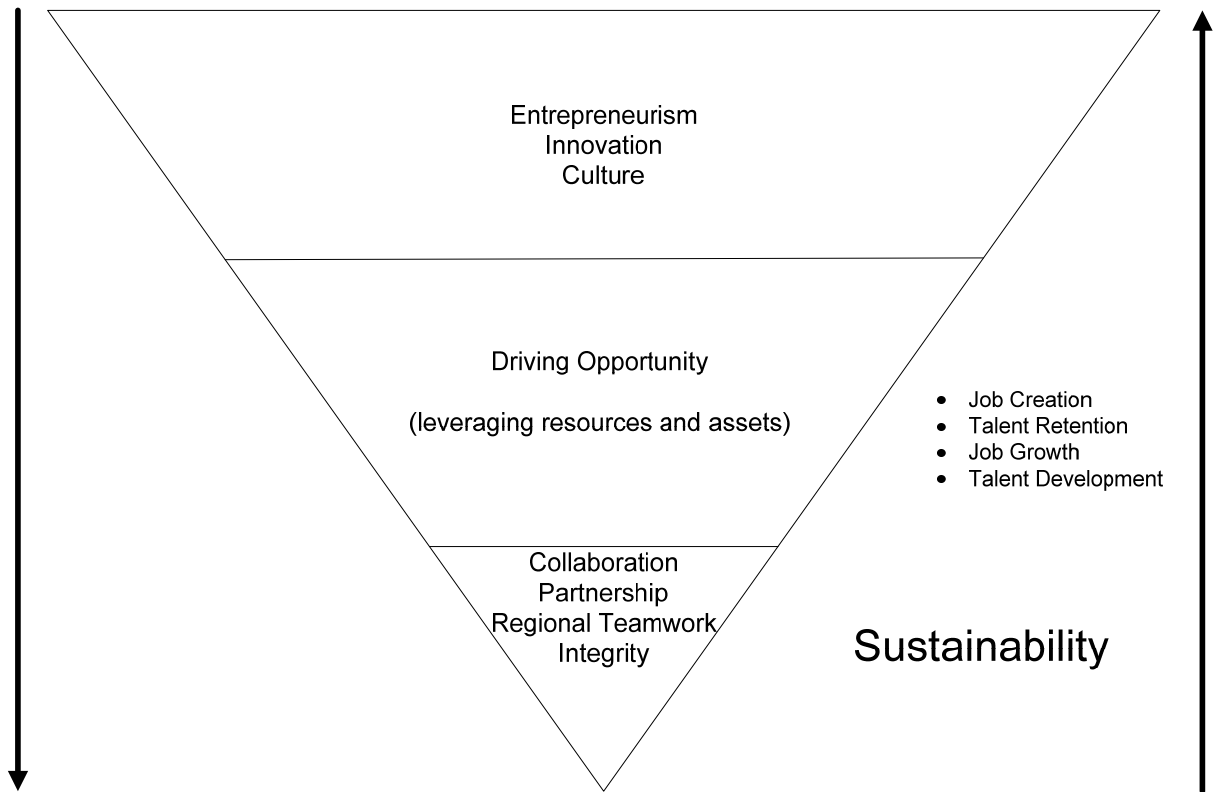 Entrepreneurism
Innovation
Culture
Driving Opportunity
(leveraging resources and assets)
• Job Creation
• Talent Retention
• Job Growth
• Talent Development
Collaboration
Partnership
Regional Teamwork
Integrity
Sustainability